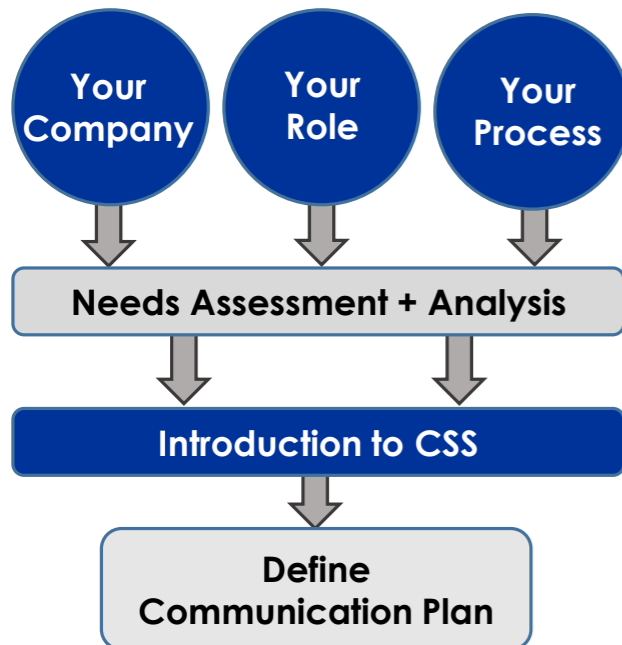 Your
Company
Your
Role
Your
Process
Needs Assessment + Analysis
Introduction to CSS
Define
Communication Plan